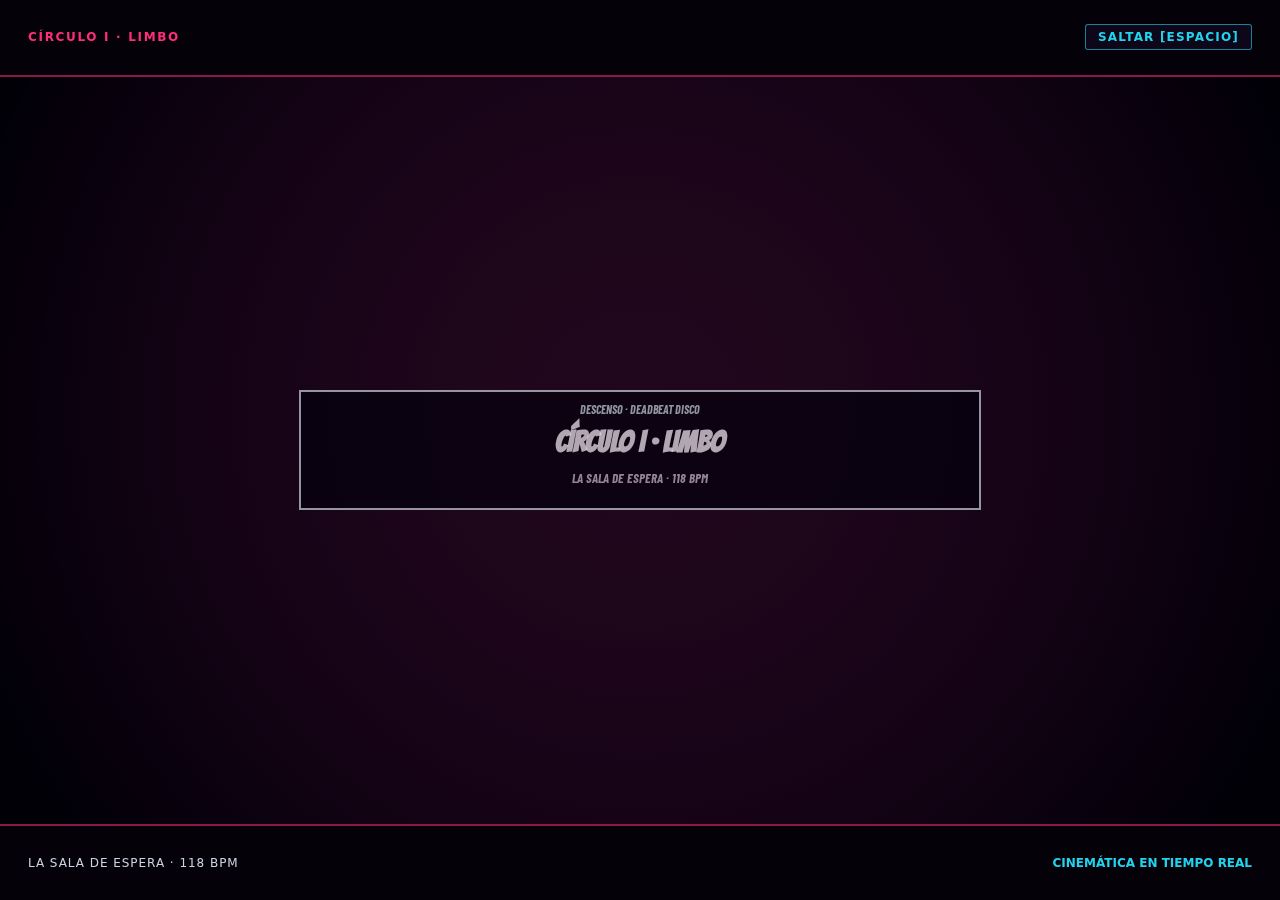 CÍRCULO I · LIMBO
SALTAR [ESPACIO]
DESCENSO · DEADBEAT DISCO
CÍRCULO I · LIMBO
LA SALA DE ESPERA · 118 BPM
LA SALA DE ESPERA · 118 BPM
CINEMÁTICA EN TIEMPO REAL